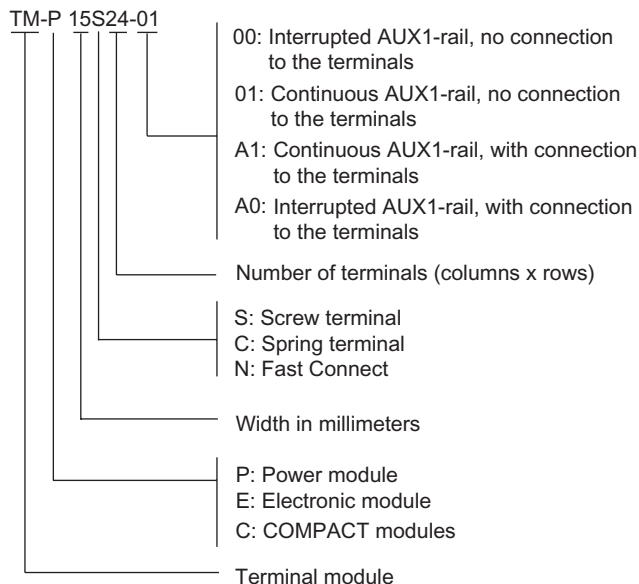 TM-P 15S24-01
00: Interrupted AUX1-rail, no connection
to the terminals
01: Continuous AUX1-rail, no connection
to the terminals
A1: Continuous AUX1-rail, with connection
to the terminals
A0: Interrupted AUX1-rail, with connection
to the terminals
Number of terminals (columns x rows)
S: Screw terminal
C: Spring terminal
N: Fast Connect
Width in millimeters
P: Power module
E: Electronic module
C: COMPACT modules
Terminal module